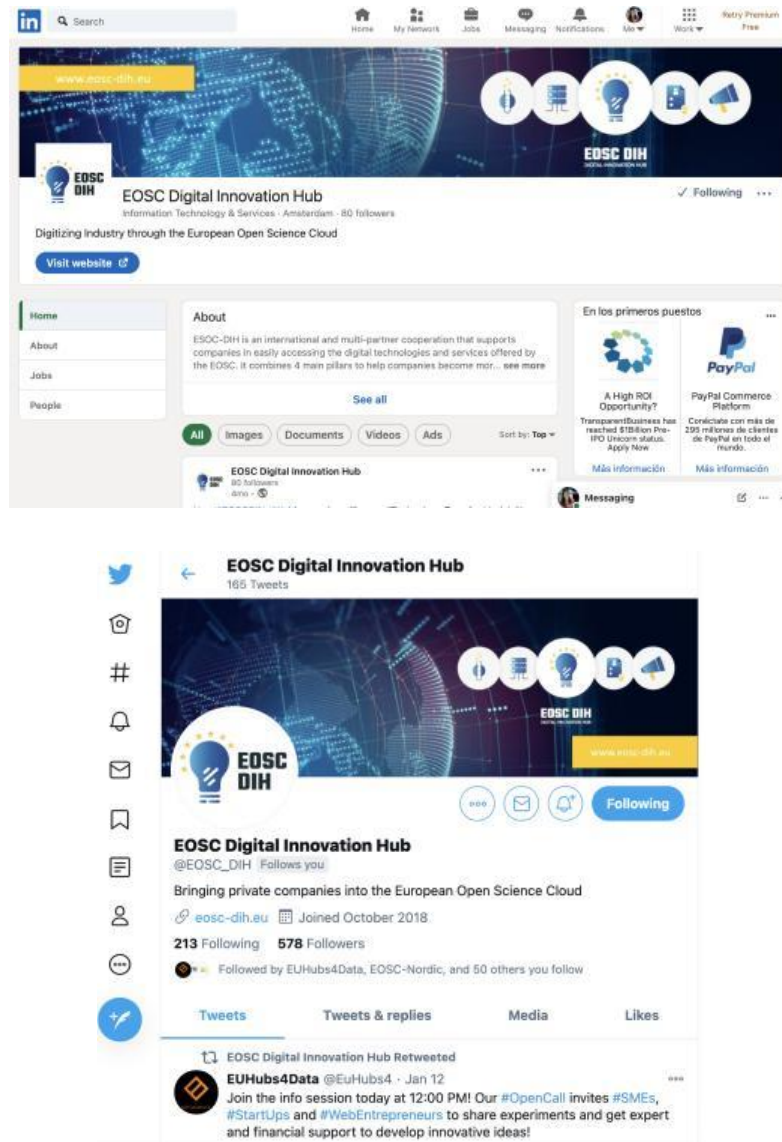 in
Search
Home
My Network
Jobs
Messaging
Notifications
Me
Work
Retry Premium
Free
www.eosc-dih.eu
EOSC DIH
DIGITAL INNOVATION HUB
EOSC
DIH
EOSC Digital Innovation Hub
Information Technology & Services · Amsterdam · 80 followers
✓ Following ...
Digitizing Industry through the European Open Science Cloud
Visit website
Home
About
Jobs
People
About
ESOC-DIH is an international and multi-partner cooperation that supports
companies in easily accessing the digital technologies and services offered by
the EOSC. It combines 4 main pillars to help companies become mor... see more
See all
All
Images
Documents
Videos
Ads
Sort by: Top
EOSC Digital Innovation Hub
80 followers
4mo ·
En los primeros puestos
...
A High ROI
Opportunity?
TransparentBusiness has
reached $1Billion Pre-
IPO Unicorn status.
Apply Now
Más información
PayPal
PayPal Commerce
Platform
Conéctate con más de
295 millones de clientes
de PayPal en todo el
mundo.
Más información
Messaging
EOSC Digital Innovation Hub
165 Tweets
EOSC DIH
www.eosc-dih.eu
EOSC
DIH
Following
EOSC Digital Innovation Hub
@EOSC_DIH Follows you
Bringing private companies into the European Open Science Cloud
eosc-dih.eu Joined October 2018
213 Following 578 Followers
Followed by EUHubs4Data, EOSC-Nordic, and 50 others you follow
Tweets
Tweets & replies
Media
Likes
EOSC Digital Innovation Hub Retweeted
EUHubs4Data @EuHubs4 · Jan 12
Join the info session today at 12:00 PM! Our #OpenCall invites #SMEs,
#StartUps and #WebEntrepreneurs to share experiments and get expert
and financial support to develop innovative ideas!